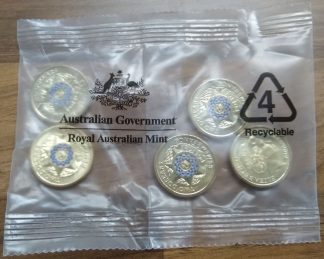 Australian Government
Royal Australian Mint
4
Recyclable